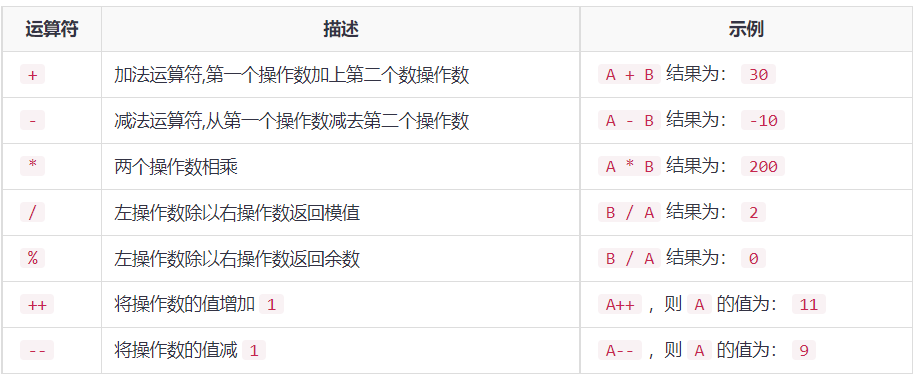 运算符 描述 示例
+ 加法运算符,第一个操作数加上第二个数操作数 A + B 结果为： 30
- 减法运算符,从第一个操作数减去第二个操作数 A - B 结果为： -10
* 两个操作数相乘 A * B 结果为： 200
/ 左操作数除以右操作数返回模值 B / A 结果为： 2
% 左操作数除以右操作数返回余数 B / A 结果为： 0
++ 将操作数的值增加 1 A++ ，则 A 的值为： 11
-- 将操作数的值减 1 A-- ，则 A 的值为： 9